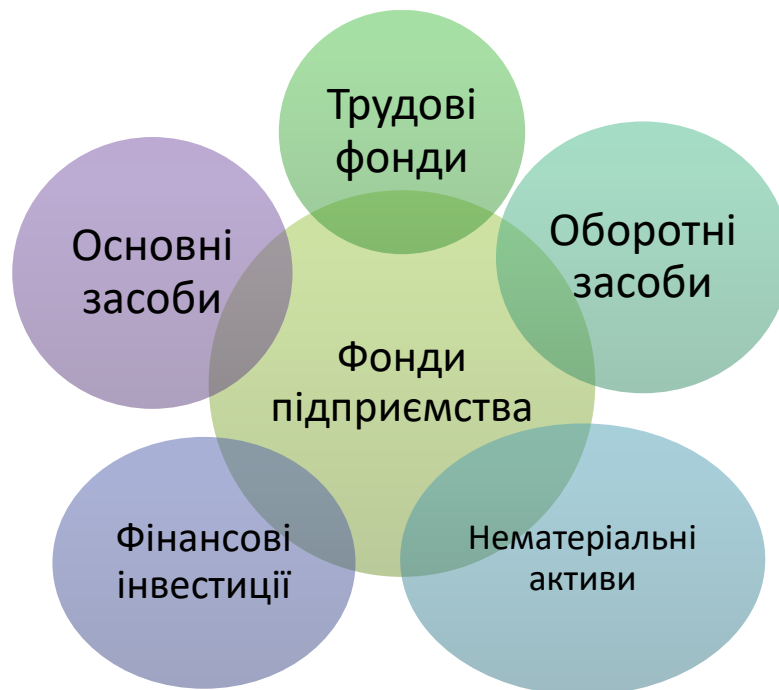 Трудові
фонди
Основні
засоби
Оборотні
засоби
Фонди
підприємства
Фінансові
інвестиції
Нематеріальні
активи